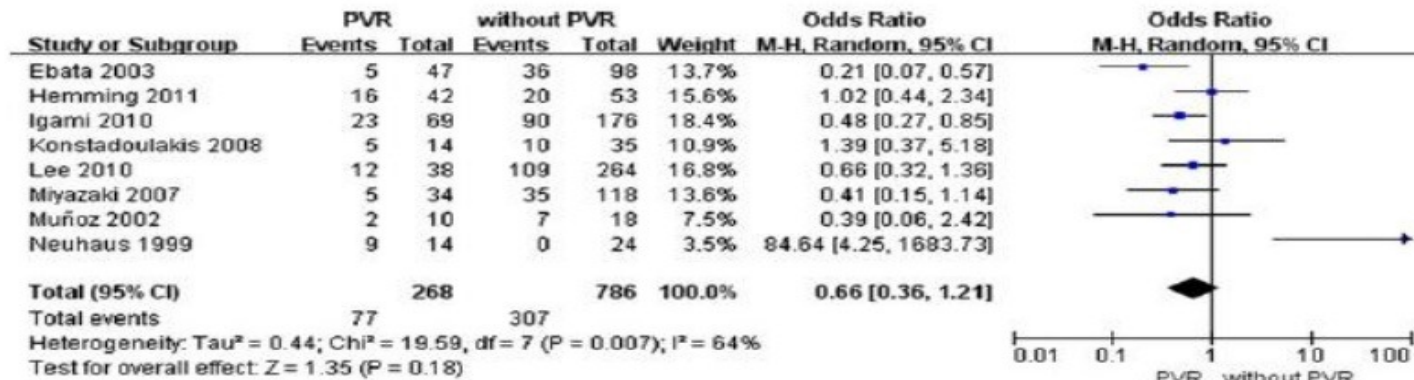 PVR without PVR Odds Ratio Odds Ratio
Study or Subgroup Events Total Events Total Weight M-H, Random, 95% CI M-H, Random, 95% CI
Ebata 2003 5 47 36 98 13.7% 0.21 [0.07, 0.57]
Hemming 2011 16 42 20 53 15.6% 1.02 [0.44, 2.34]
Igami 2010 23 69 90 176 18.4% 0.48 [0.27, 0.85]
Konstadoulakis 2008 5 14 10 35 10.9% 1.39 [0.37, 5.18]
Lee 2010 12 38 109 264 16.8% 0.66 [0.32, 1.36]
Miyazaki 2007 5 34 35 118 13.6% 0.41 [0.15, 1.14]
Muñoz 2002 2 10 7 18 7.5% 0.39 [0.06, 2.42]
Neuhaus 1999 9 14 0 24 3.5% 84.64 [4.25, 1683.73]
Total (95% CI) 268 786 100.0% 0.66 [0.36, 1.21]
Total events 77 307
Heterogeneity: Tau² = 0.44; Chi² = 19.59, df = 7 (P = 0.007); I² = 64%
Test for overall effect: Z = 1.35 (P = 0.18)
0.01 0.1 1 10 100
PVR without PVR